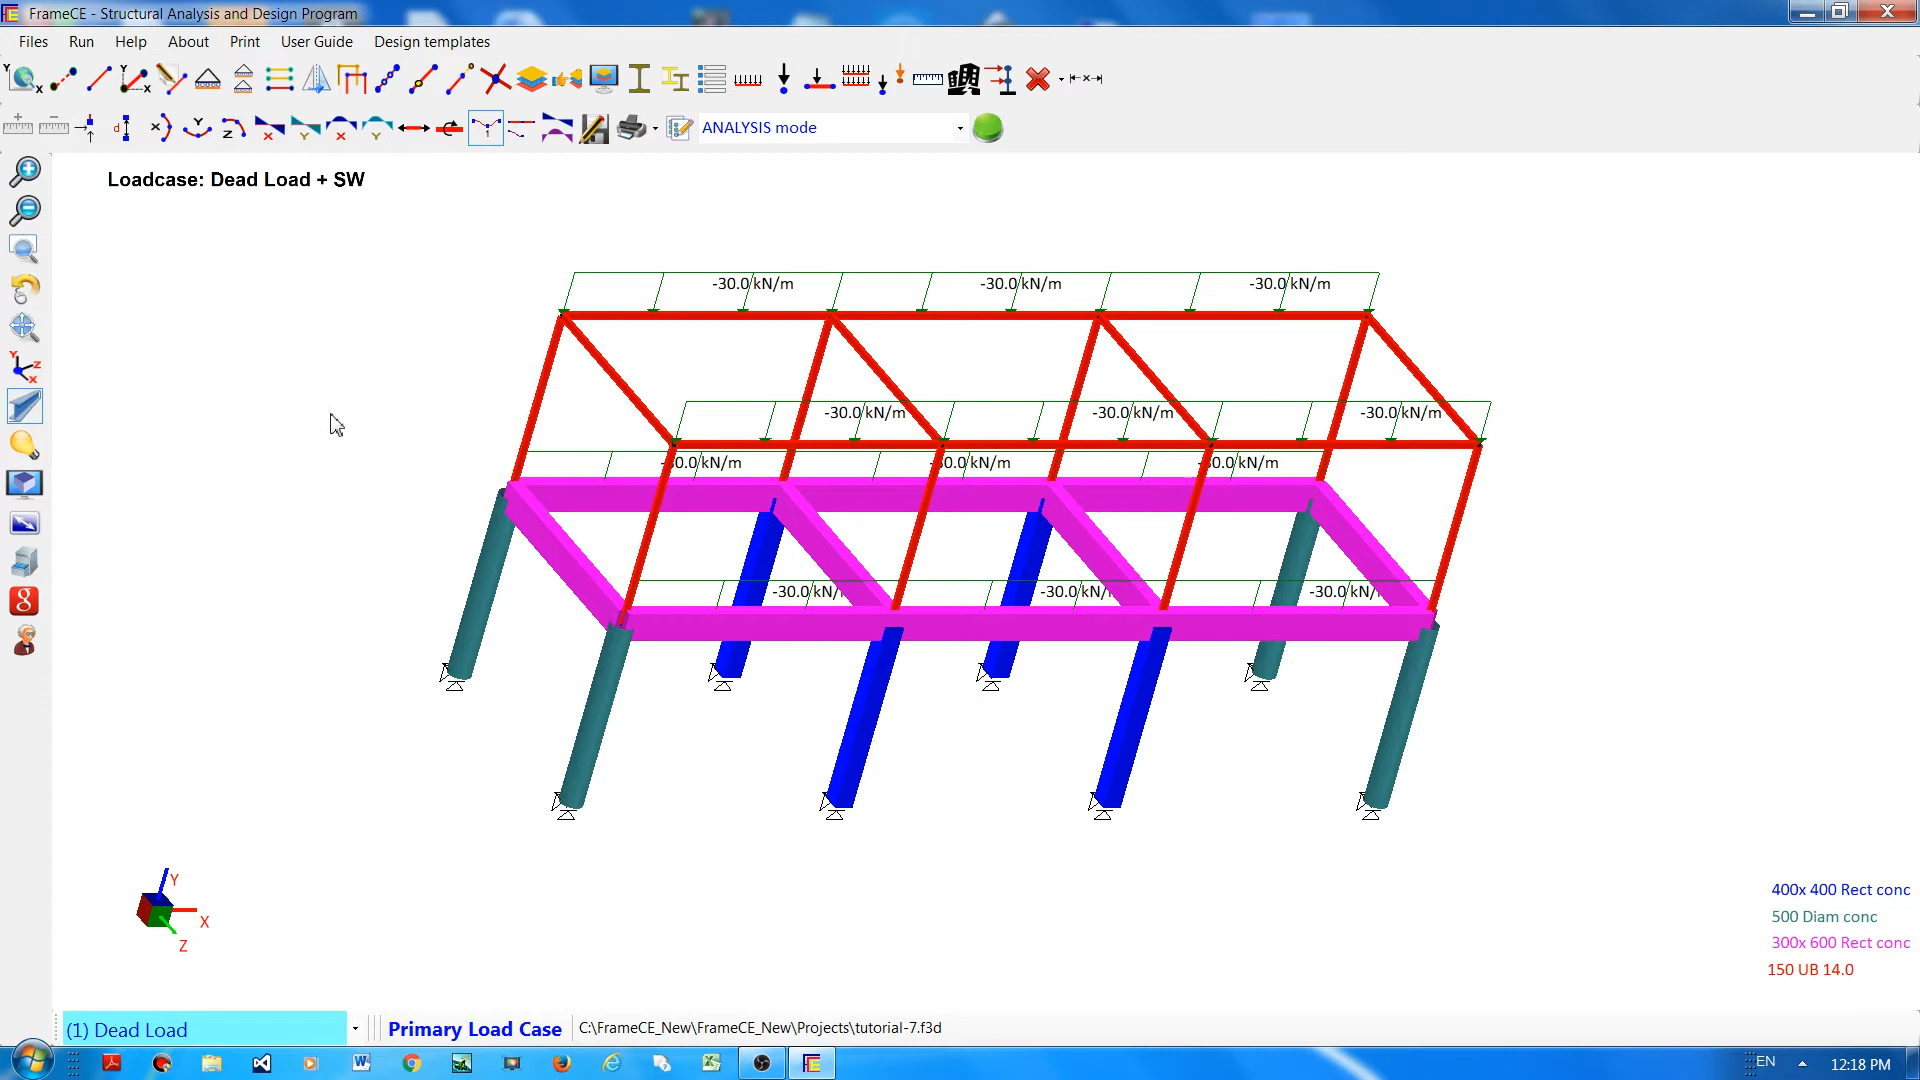 FrameCE - Structural Analysis and Design Program
Files Run Help About Print User Guide Design templates
ANALYSIS mode
Loadcase: Dead Load + SW
-30.0 kN/m -30.0 kN/m -30.0 kN/m
-30.0 kN/m -30.0 kN/m -30.0 kN/m
-30.0 kN/m -30.0 kN/m -30.0 kN/m
-30.0 kN/m -30.0 kN/m -30.0 kN/m
Y
X
Z
400x 400 Rect conc
500 Diam conc
300x 600 Rect conc
150 UB 14.0
(1) Dead Load Primary Load Case C:\FrameCE_New\FrameCE_New\Projects\tutorial-7.f3d
EN 12:18 PM